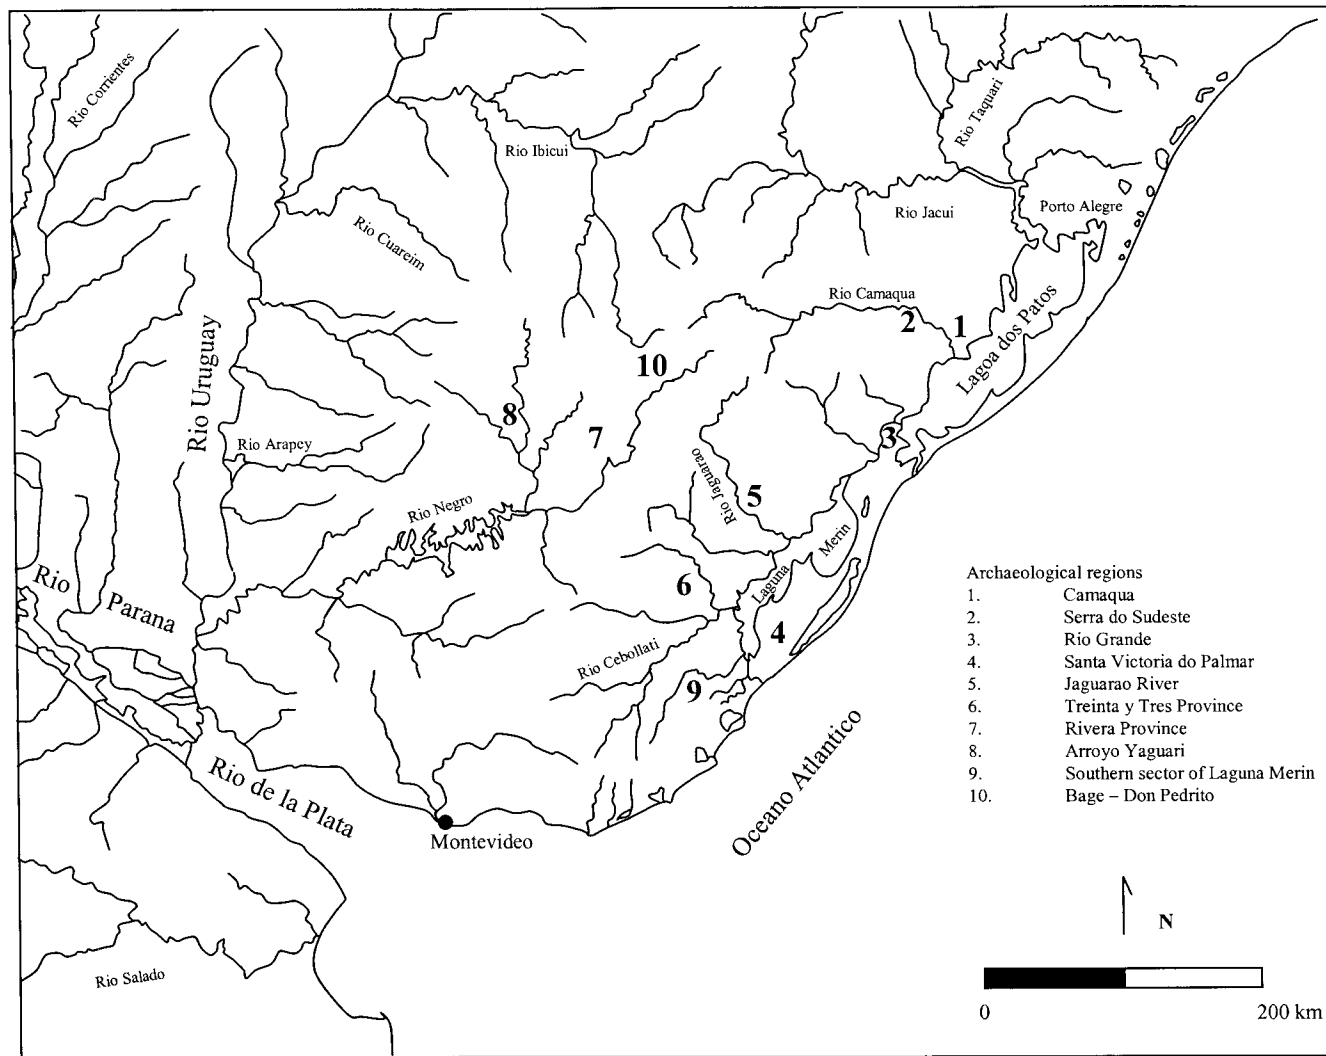 Rio Corrientes
Rio Taquari
Rio Ibicui
Rio Jacui
Porto Alegre
Rio Cuareim
Rio Camaqua
2
1
Lagoa dos Patos
10
Rio Uruguay
8
7
3
Rio Arapey
Rio Jaguarao
5
Rio Negro
Laguna Merin
Rio Parana
6
4
Rio Cebollati
9
Archaeological regions
1. Camaqua
2. Serra do Sudeste
3. Rio Grande
4. Santa Victoria do Palmar
5. Jaguarao River
6. Treinta y Tres Province
7. Rivera Province
8. Arroyo Yaguari
9. Southern sector of Laguna Merin
10. Bage – Don Pedrito
Rio de la Plata
Oceano Atlantico
Montevideo
N
Rio Salado
0 200 km